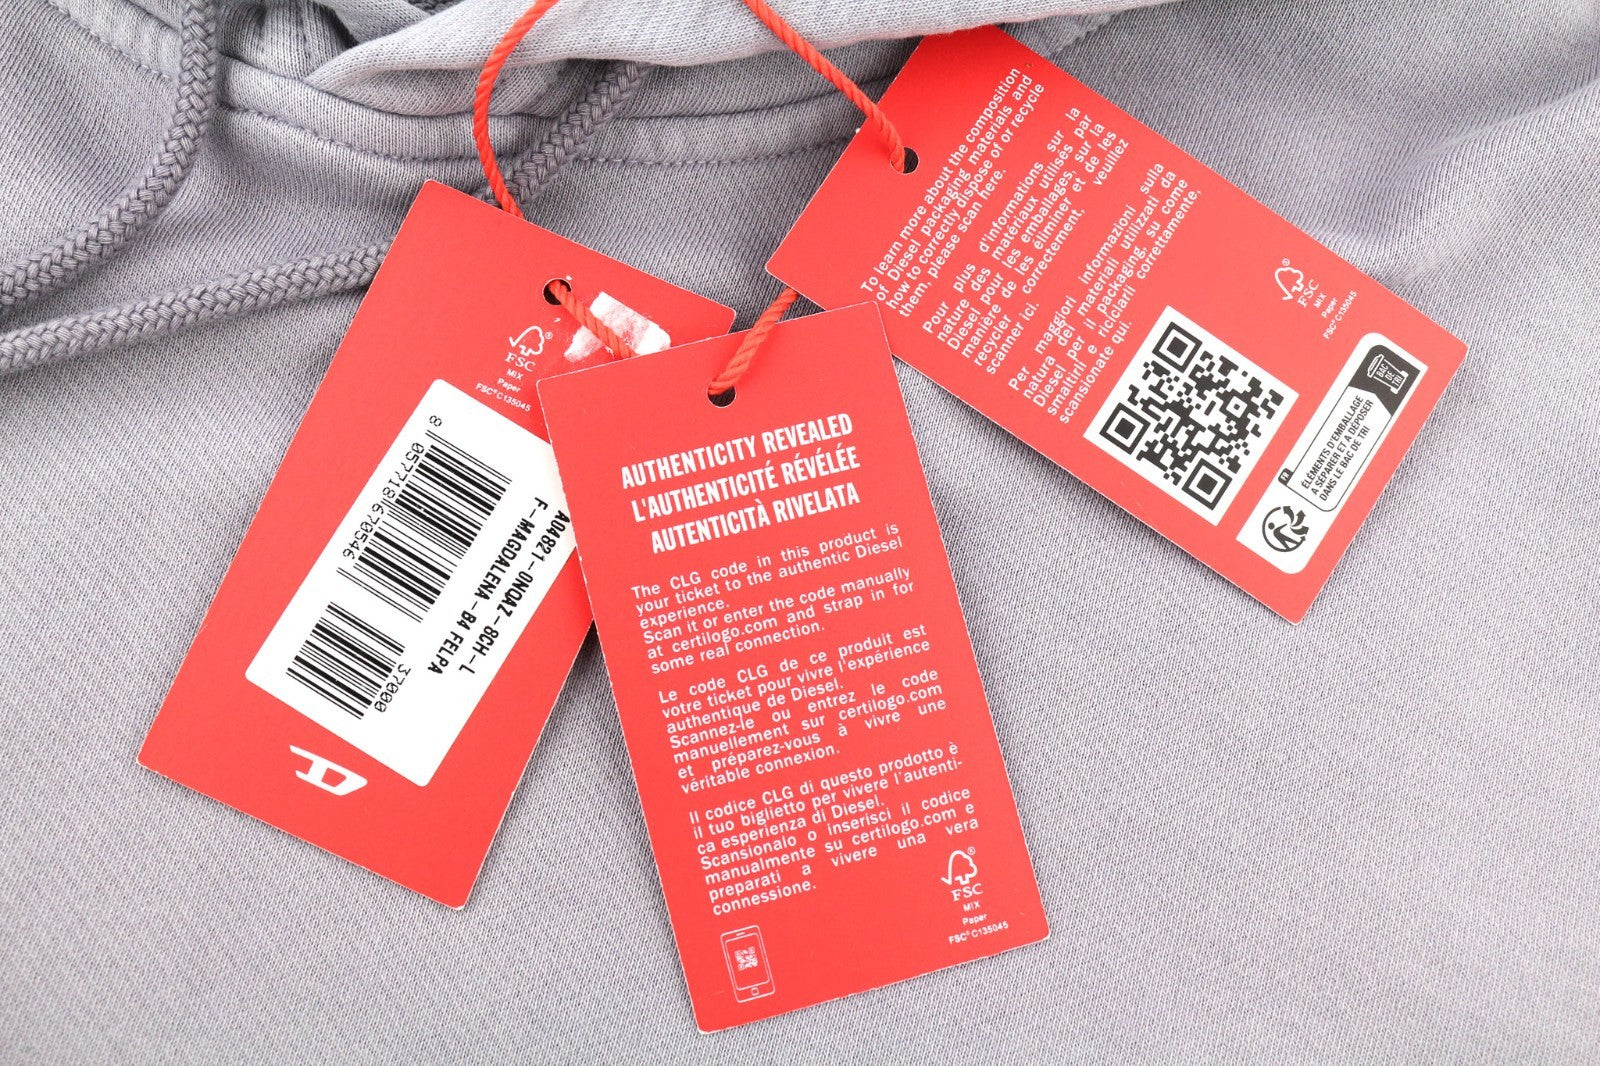 FSC®
MIX
Paper
FSC® C135045
8
057718
670546
37000
A04821-0NQAZ-8CH-L
F-MAGDALENA-B4 FELPA
D
AUTHENTICITY REVEALED
L'AUTHENTICITÉ RÉVÉLÉE
AUTENTICITÀ RIVELATA
The CLG code in this product is
your ticket to the authentic Diesel
experience.
Scan it or enter the code manually
at certilogo.com and strap in for
some real connection.
Le code CLG de ce produit est
votre ticket pour vivre l'expérience
authentique de Diesel.
Scannez-le ou entrez le code
manuellement sur certilogo.com
et préparez-vous à vivre une
véritable connexion.
Il codice CLG di questo prodotto è
il tuo biglietto per vivere l'autenti-
ca esperienza di Diesel.
Scansionalo o inserisci il codice
manualmente su certilogo.com e
preparati a vivere una vera
connessione.
FSC®
MIX
Paper
FSC® C135045
To learn more about the composition
of Diesel packaging materials and
how to correctly dispose of or recycle
them, please scan here.
Pour plus d'informations sur la
nature des matériaux utilisés par
Diesel pour les emballages, sur la
manière de les éliminer et de les
recycler correctement, veuillez
scanner ici.
Per maggiori informazioni sulla
natura dei materiali utilizzati da
Diesel per il packaging, su come
smaltirli e riciclarli correttamente,
scansionate qui.
FSC®
MIX
Paper
FSC® C135045
BAC
DE
TRI
FR
ÉLÉMENTS D'EMBALLAGE
À SÉPARER ET À DÉPOSER
DANS LE BAC DE TRI